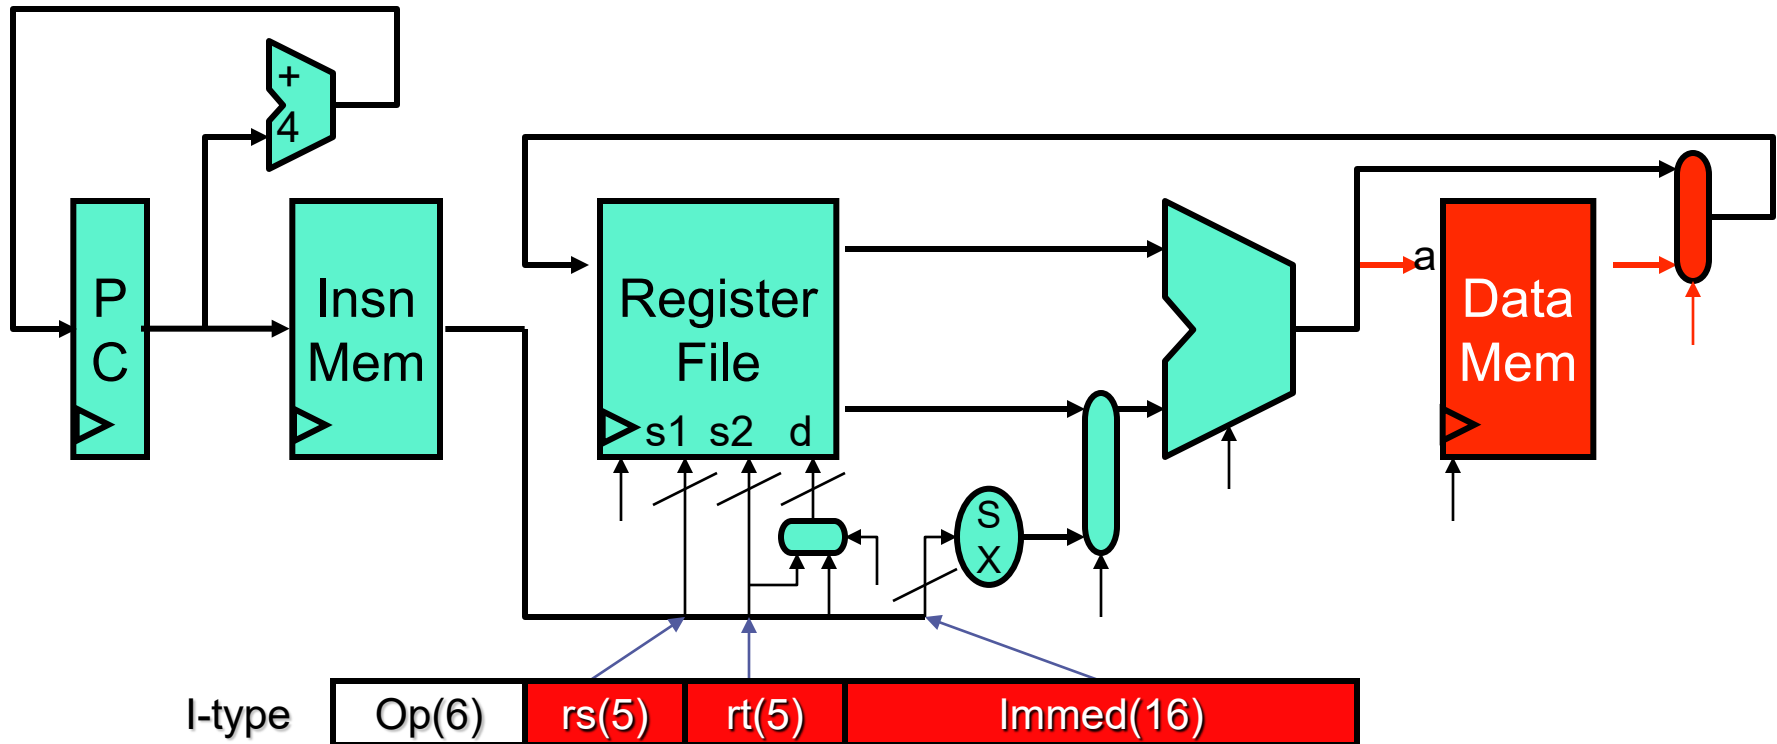 +
4
P
C
Insn
Mem
Register
File
s1 s2 d
S
X
a
Data
Mem
I-type Op(6) rs(5) rt(5) Immed(16)